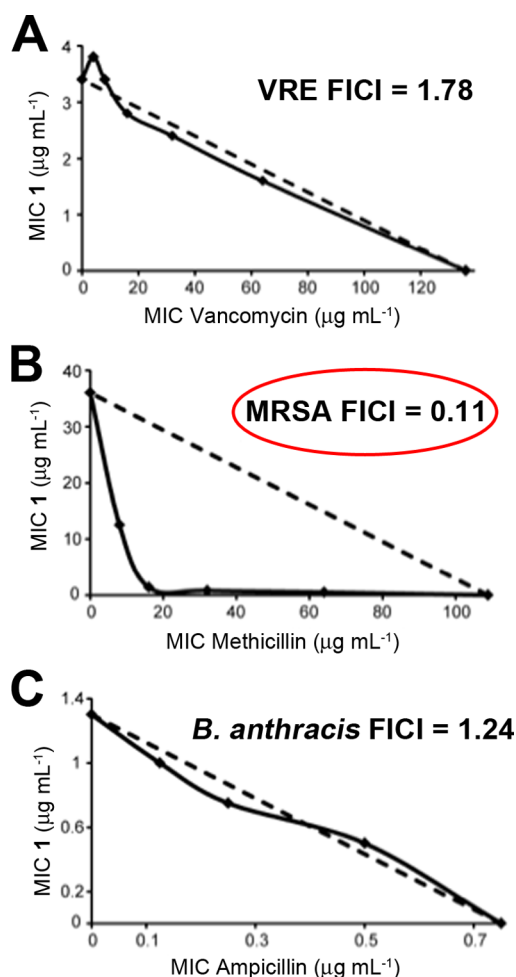 A
VRE FICI = 1.78
4
3
2
1
0
MIC 1 (μg mL-1)
0 20 40 60 80 100 120
MIC Vancomycin (μg mL-1)
B
MRSA FICI = 0.11
40
35
20
10
0
MIC 1 (μg mL-1)
0 20 40 60 80 100
MIC Methicillin (μg mL-1)
C
B. anthracis FICI = 1.24
1.4
1
0.6
0.2
0
MIC 1 (μg mL-1)
0 0.1 0.3 0.5 0.7
MIC Ampicillin (μg mL-1)